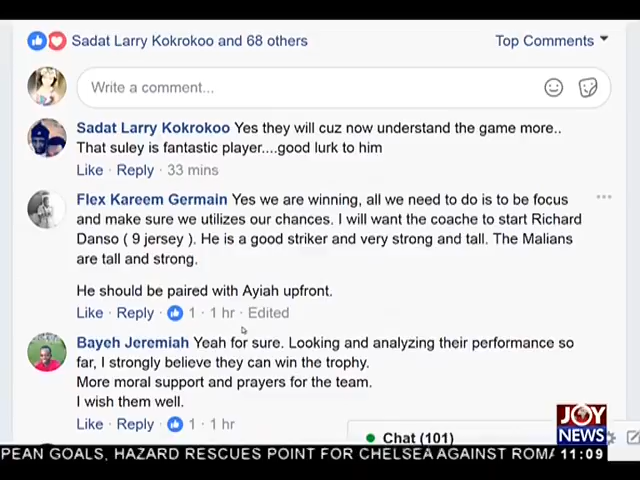 Sadat Larry Kokrokoo and 68 others
Top Comments
Write a comment...
Sadat Larry Kokrokoo Yes they will cuz now understand the game more..
That suley is fantastic player....good lurk to him
Like · Reply · 33 mins
Flex Kareem Germain Yes we are winning, all we need to do is to be focus
and make sure we utilizes our chances. I will want the coache to start Richard
Danso ( 9 jersey ). He is a good striker and very strong and tall. The Malians
are tall and strong.
He should be paired with Ayiah upfront.
Like · Reply · 1 · 1 hr · Edited
Bayeh Jeremiah Yeah for sure. Looking and analyzing their performance so
far, I strongly believe they can win the trophy.
More moral support and prayers for the team.
I wish them well.
Like · Reply · 1 · 1 hr
Chat (101)
JOY
NEWS
PEAN GOALS, HAZARD RESCUES POINT FOR CHELSEA AGAINST ROMA 11:09